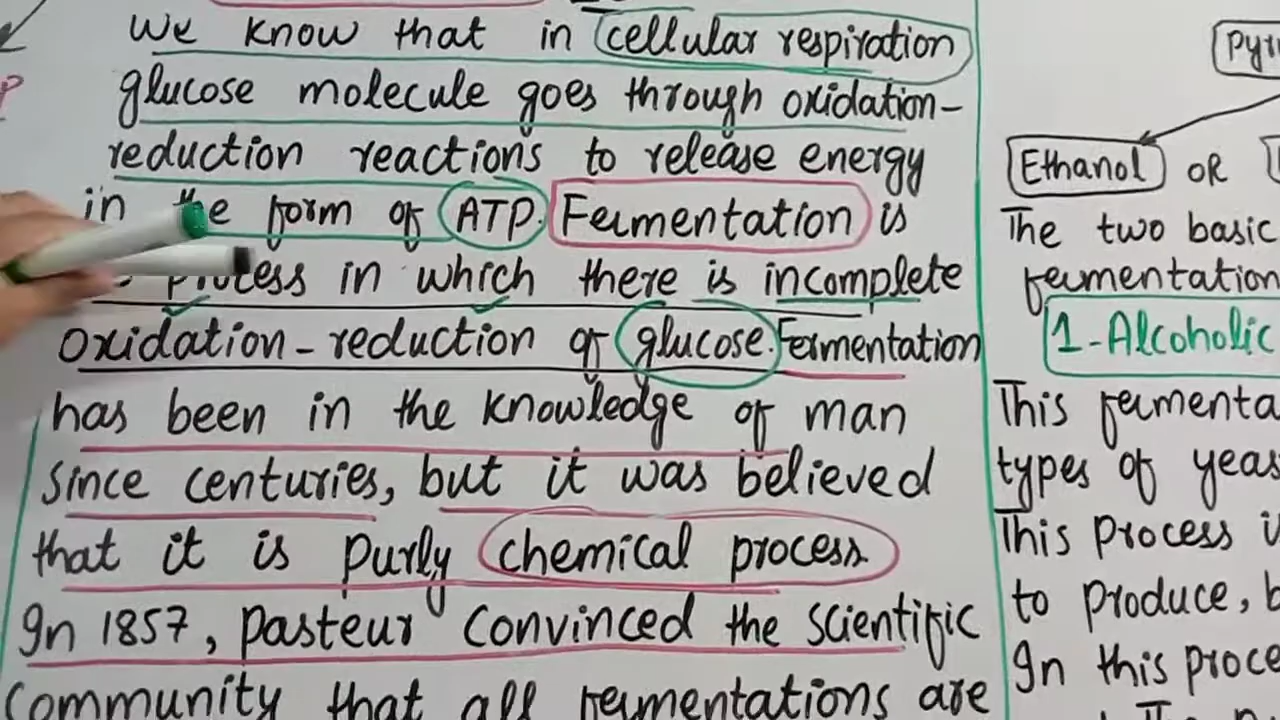 We know that in cellular respiration
glucose molecule goes through oxidation-
reduction reactions to release energy
in the form of ATP. Fermentation is
process in which there is incomplete
oxidation-reduction of glucose. Fermentation
has been in the knowledge of man
since centuries, but it was believed
that it is purly chemical process.
In 1857, Pasteur convinced the scientific
community that all fermentations are
Ethanol OR
The two basic
fermentation
1-Alcoholic
This
types of
This process
to produce,
In this